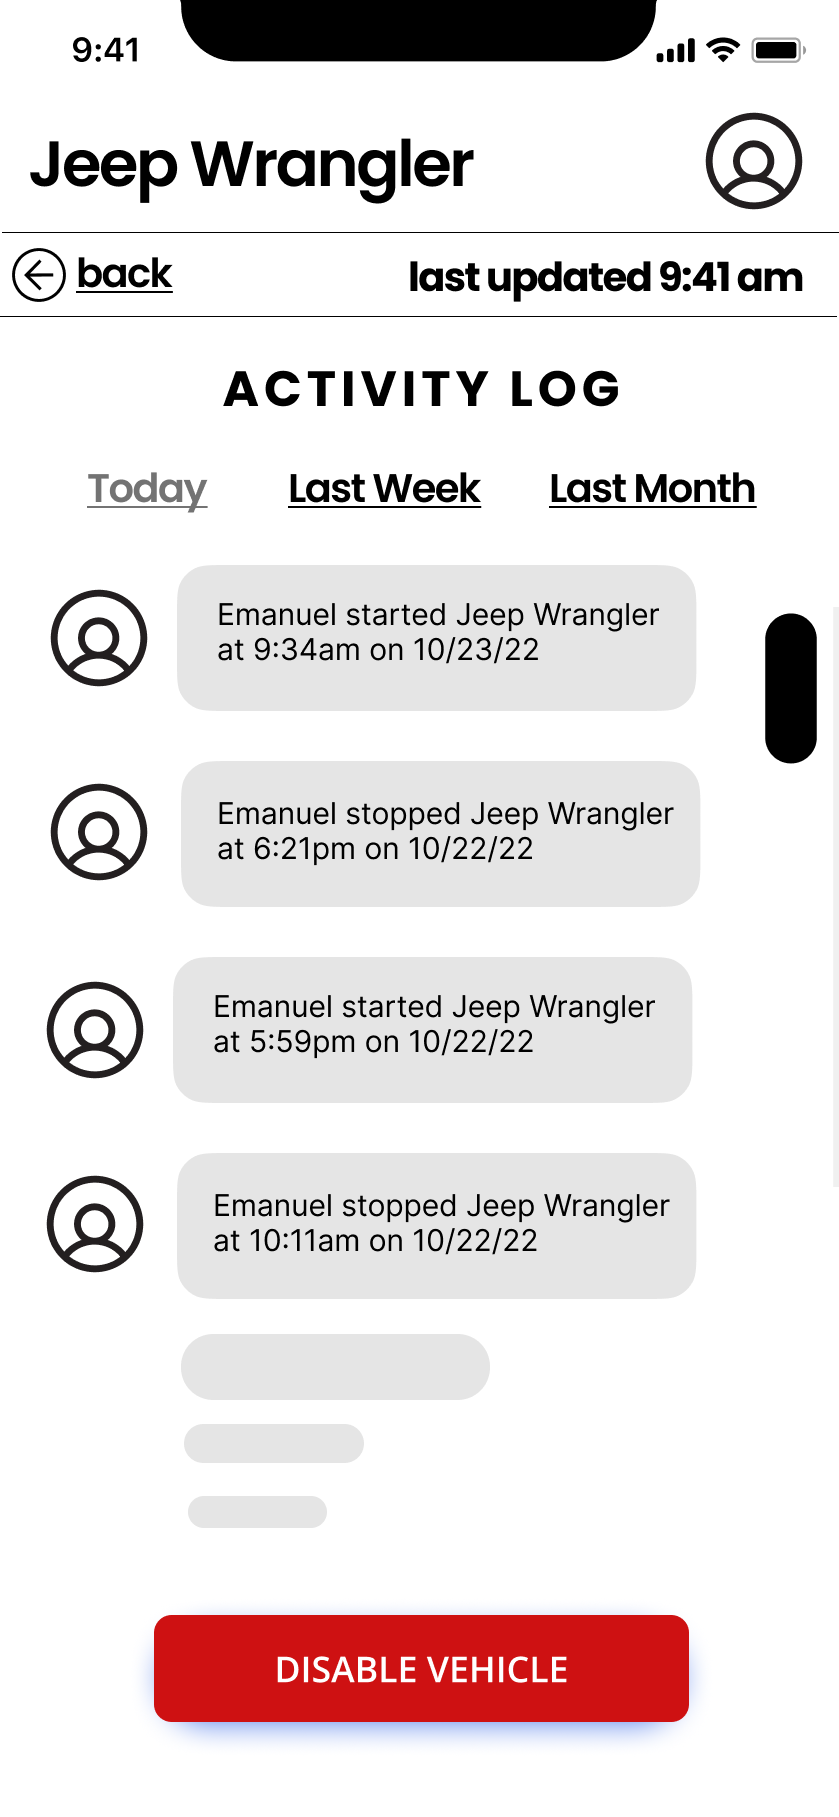 9:41
Jeep Wrangler
back
last updated 9:41 am
ACTIVITY LOG
Today
Last Week
Last Month
Emanuel started Jeep Wrangler
at 9:34am on 10/23/22
Emanuel stopped Jeep Wrangler
at 6:21pm on 10/22/22
Emanuel started Jeep Wrangler
at 5:59pm on 10/22/22
Emanuel stopped Jeep Wrangler
at 10:11am on 10/22/22
DISABLE VEHICLE